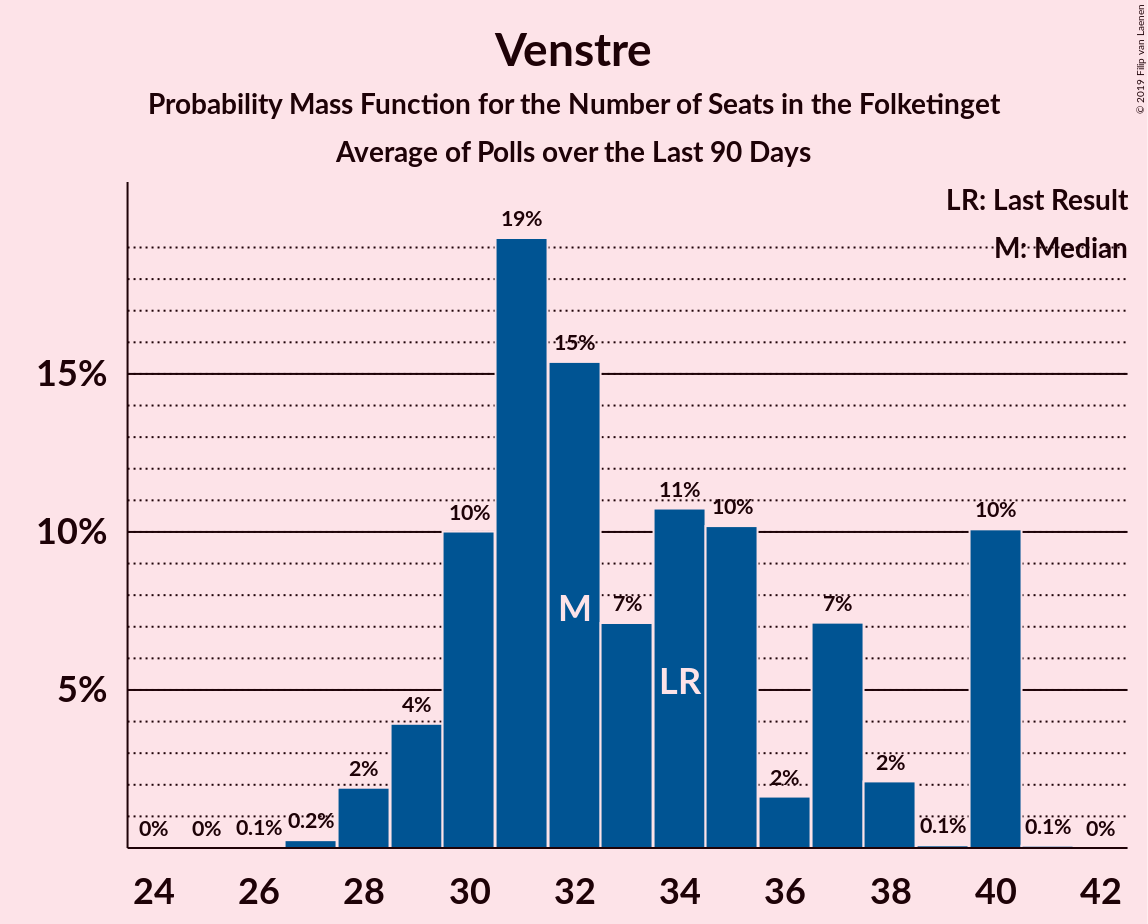 Venstre
Probability Mass Function for the Number of Seats in the Folketinget
Average of Polls over the Last 90 Days
© 2019 Filip van Laenen
LR: Last Result
M: Median
15%
10%
5%
0%
0%
0.1%
0.2%
2%
4%
10%
19%
15%
7%
11%
10%
2%
7%
2%
0.1%
10%
0.1%
0%
M
LR
24 26 28 30 32 34 36 38 40 42